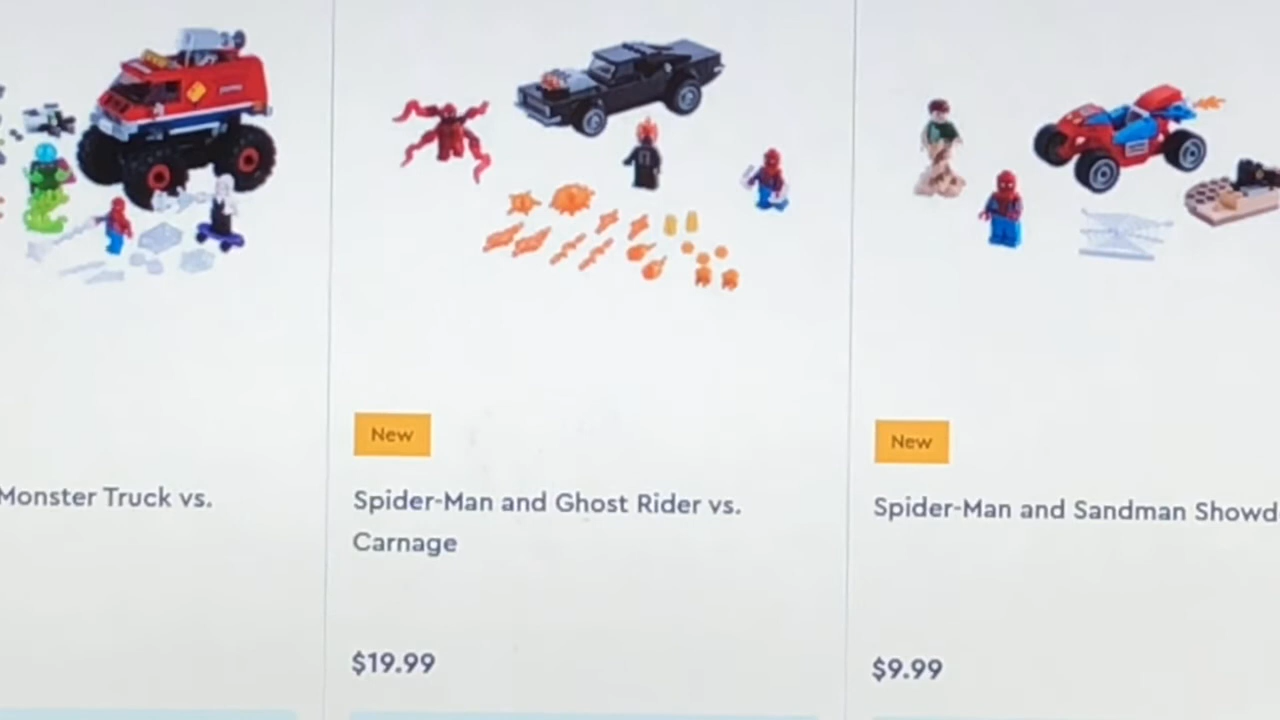 Monster Truck vs.
New
Spider-Man and Ghost Rider vs.
Carnage
$19.99
New
Spider-Man and Sandman Showd
$9.99